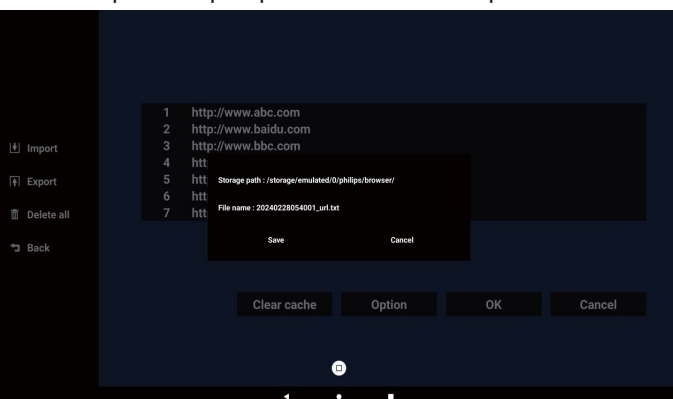 1 http://www.abc.com
2 http://www.baidu.com
3 http://www.bbc.com
4 htt
5 htt
6 htt
7 htt
Import
Export
Delete all
Back
Storage path : /storage/emulated/0/philips/browser/
File name : 20240228054001_url.txt
Save Cancel
Clear cache Option OK Cancel